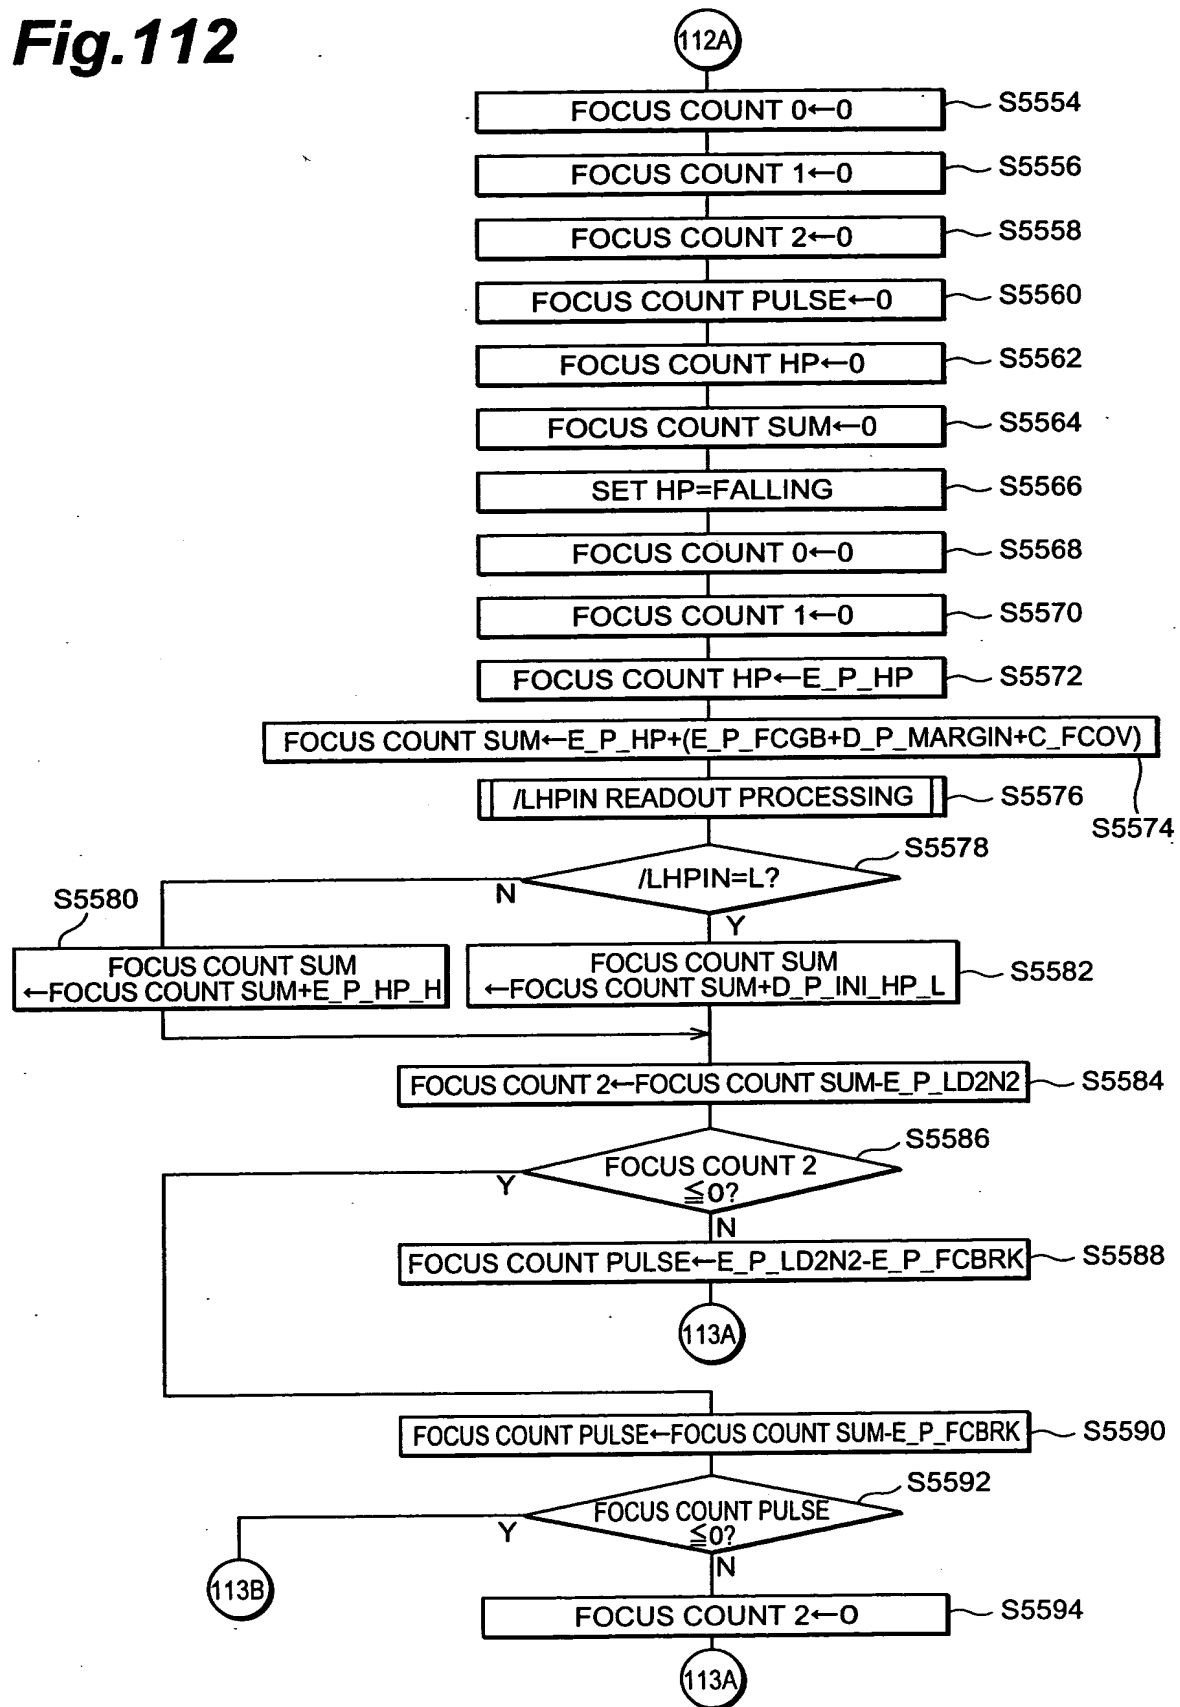 Fig.112
112A
FOCUS COUNT 0←0
S5554
FOCUS COUNT 1←0
S5556
FOCUS COUNT 2←0
S5558
FOCUS COUNT PULSE←0
S5560
FOCUS COUNT HP←0
S5562
FOCUS COUNT SUM←0
S5564
SET HP=FALLING
S5566
FOCUS COUNT 0←0
S5568
FOCUS COUNT 1←0
S5570
FOCUS COUNT HP←E_P_HP
S5572
FOCUS COUNT SUM←E_P_HP+(E_P_FCGB+D_P_MARGIN+C_FCOV)
S5574
/LHPIN READOUT PROCESSING
S5576
/LHPIN=L?
S5578
N
Y
S5580
FOCUS COUNT SUM
←FOCUS COUNT SUM+E_P_HP_H
FOCUS COUNT SUM
←FOCUS COUNT SUM+D_P_INI_HP_L
S5582
FOCUS COUNT 2←FOCUS COUNT SUM-E_P_LD2N2
S5584
FOCUS COUNT 2
≦0?
S5586
Y
N
FOCUS COUNT PULSE←E_P_LD2N2-E_P_FCBRK
S5588
113A
FOCUS COUNT PULSE←FOCUS COUNT SUM-E_P_FCBRK
S5590
FOCUS COUNT PULSE
≦0?
S5592
Y
N
113B
FOCUS COUNT 2←0
S5594
113A